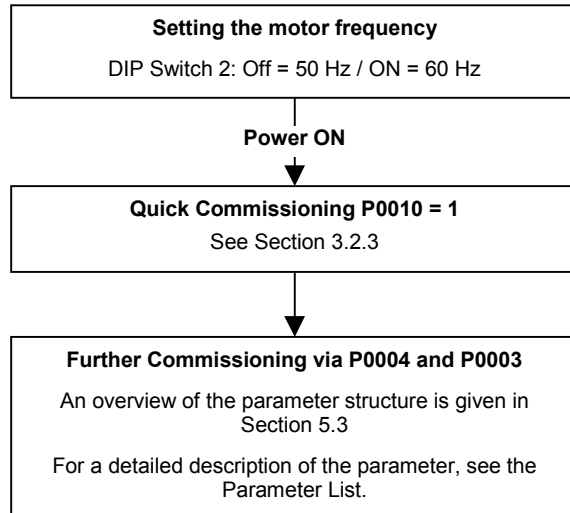 Setting the motor frequency
DIP Switch 2: Off = 50 Hz / ON = 60 Hz
Power ON
Quick Commissioning P0010 = 1
See Section 3.2.3
Further Commissioning via P0004 and P0003
An overview of the parameter structure is given in
Section 5.3
For a detailed description of the parameter, see the
Parameter List.